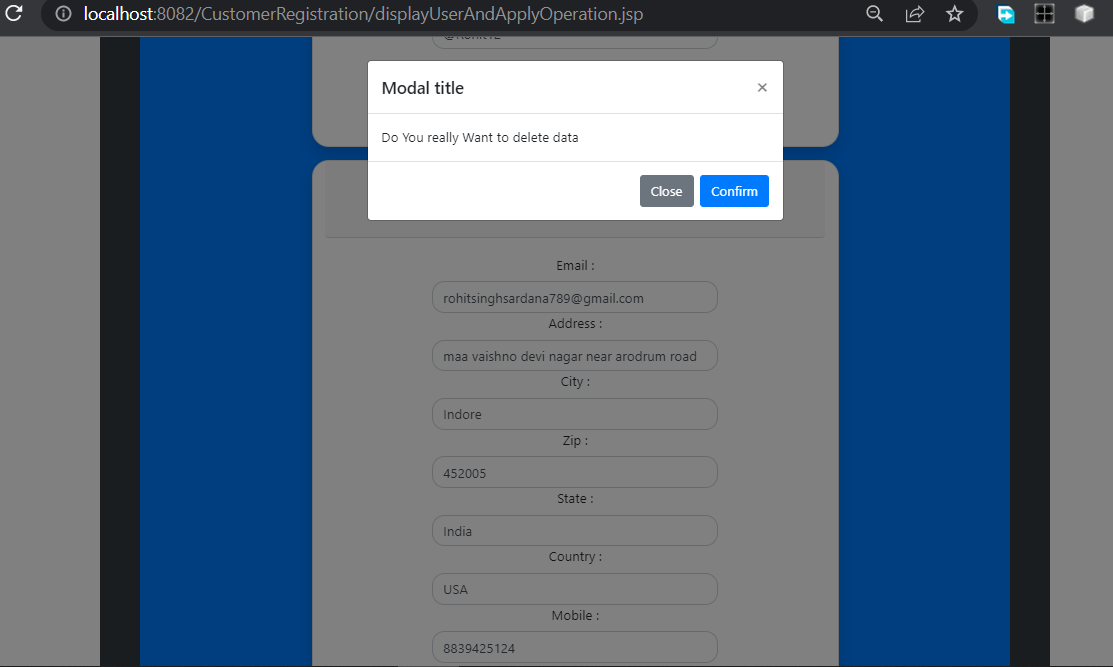 localhost:8082/CustomerRegistration/displayUserAndApplyOperation.jsp
Modal title
×
Do You really Want to delete data
Close Confirm
Email :
rohitsinghsardana789@gmail.com
Address :
maa vaishno devi nagar near arodrum road
City :
Indore
Zip :
452005
State :
India
Country :
USA
Mobile :
8839425124